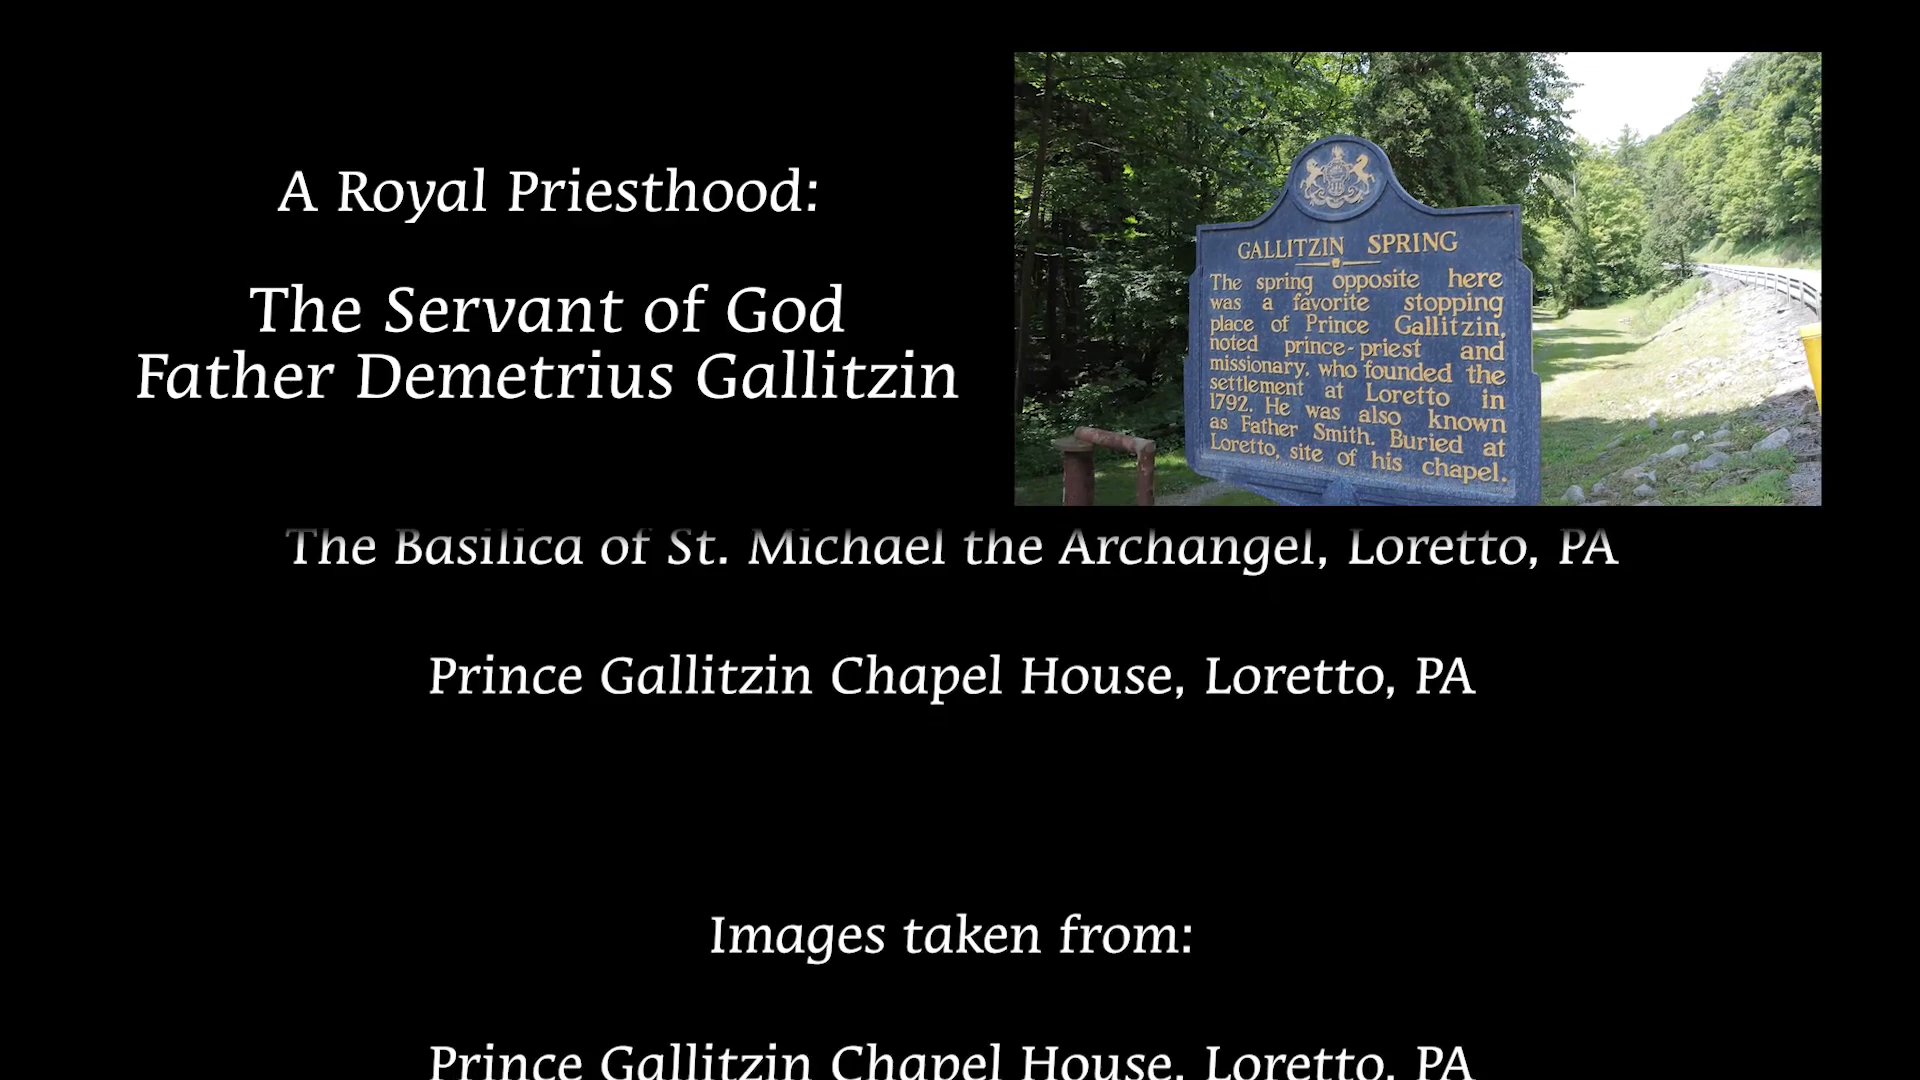 A Royal Priesthood:
The Servant of God
Father Demetrius Gallitzin
GALLITZIN SPRING
The spring opposite here
was a favorite stopping
place of Prince Gallitzin,
noted prince-priest and
missionary, who founded the
settlement at Loretto in
1792. He was also known
as Father Smith. Buried at
Loretto, site of his chapel.
The Basilica of St. Michael the Archangel, Loretto, PA
Prince Gallitzin Chapel House, Loretto, PA
Images taken from:
Prince Gallitzin Chapel House, Loretto, PA